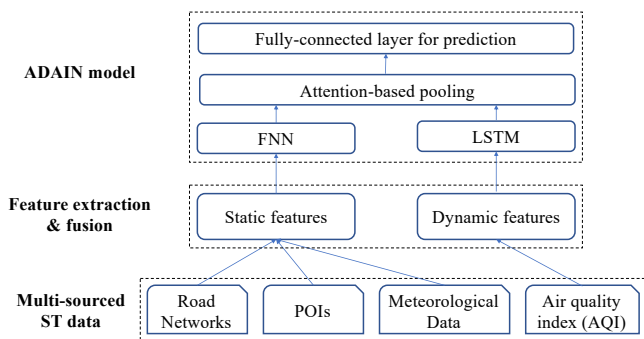 Fully-connected layer for prediction
ADAIN model
Attention-based pooling
FNN
LSTM
Feature extraction
& fusion
Static features
Dynamic features
Multi-sourced
ST data
Road
Networks
POIs
Meteorological
Data
Air quality
index (AQI)